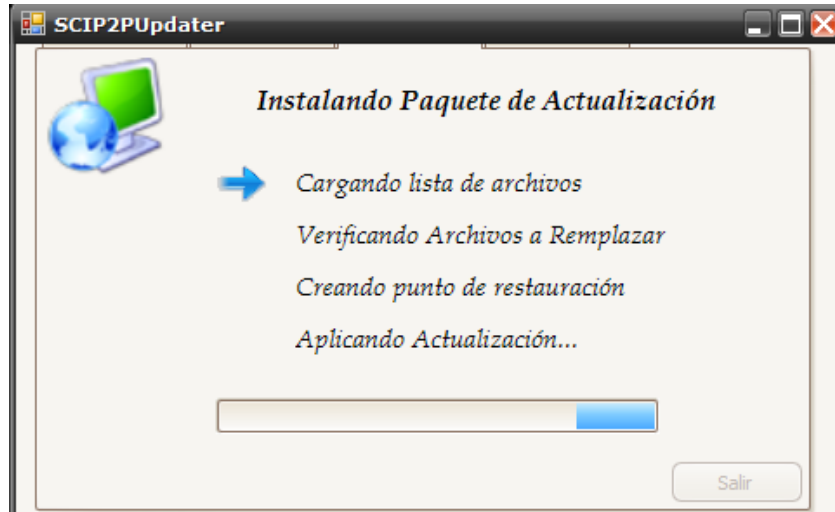 SCIP2PUpdater
Instalando Paquete de Actualización
Cargando lista de archivos
Verificando Archivos a Remplazar
Creando punto de restauración
Aplicando Actualización...
Salir